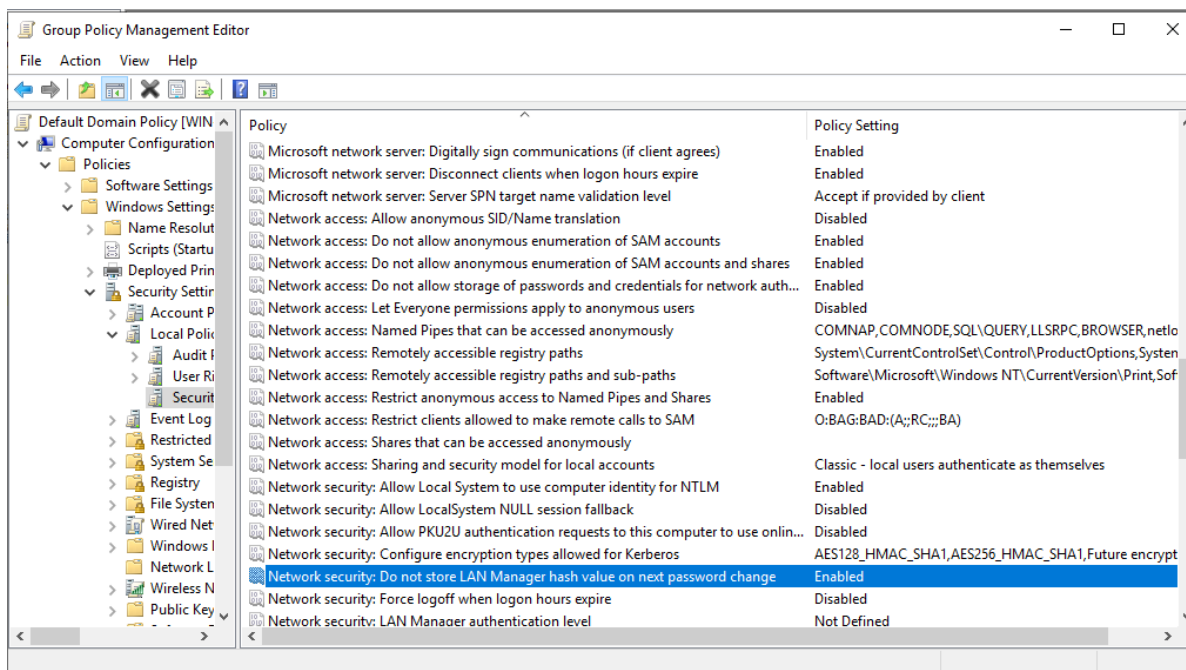 Group Policy Management Editor
File Action View Help
Default Domain Policy [WIN
Computer Configuration
Policies
Software Settings
Windows Settings
Name Resolut
Scripts (Startu
Deployed Prin
Security Settin
Account P
Local Polic
Audit P
User Ri
Securit
Event Log
Restricted
System Se
Registry
File System
Wired Net
Windows
Network L
Wireless N
Public Key
Policy Policy Setting
Microsoft network server: Digitally sign communications (if client agrees) Enabled
Microsoft network server: Disconnect clients when logon hours expire Enabled
Microsoft network server: Server SPN target name validation level Accept if provided by client
Network access: Allow anonymous SID/Name translation Disabled
Network access: Do not allow anonymous enumeration of SAM accounts Enabled
Network access: Do not allow anonymous enumeration of SAM accounts and shares Enabled
Network access: Do not allow storage of passwords and credentials for network auth... Enabled
Network access: Let Everyone permissions apply to anonymous users Disabled
Network access: Named Pipes that can be accessed anonymously COMNAP,COMNODE,SQL\QUERY,LLSRPC,BROWSER,netlo
Network access: Remotely accessible registry paths System\CurrentControlSet\Control\ProductOptions,System
Network access: Remotely accessible registry paths and sub-paths Software\Microsoft\Windows NT\CurrentVersion\Print,Sof
Network access: Restrict anonymous access to Named Pipes and Shares Enabled
Network access: Restrict clients allowed to make remote calls to SAM O:BAG:BAD:(A;;RC;;;BA)
Network access: Shares that can be accessed anonymously
Network access: Sharing and security model for local accounts Classic - local users authenticate as themselves
Network security: Allow Local System to use computer identity for NTLM Enabled
Network security: Allow LocalSystem NULL session fallback Disabled
Network security: Allow PKU2U authentication requests to this computer to use onlin... Disabled
Network security: Configure encryption types allowed for Kerberos AES128_HMAC_SHA1,AES256_HMAC_SHA1,Future encrypt
Network security: Do not store LAN Manager hash value on next password change Enabled
Network security: Force logoff when logon hours expire Disabled
Network security: LAN Manager authentication level Not Defined